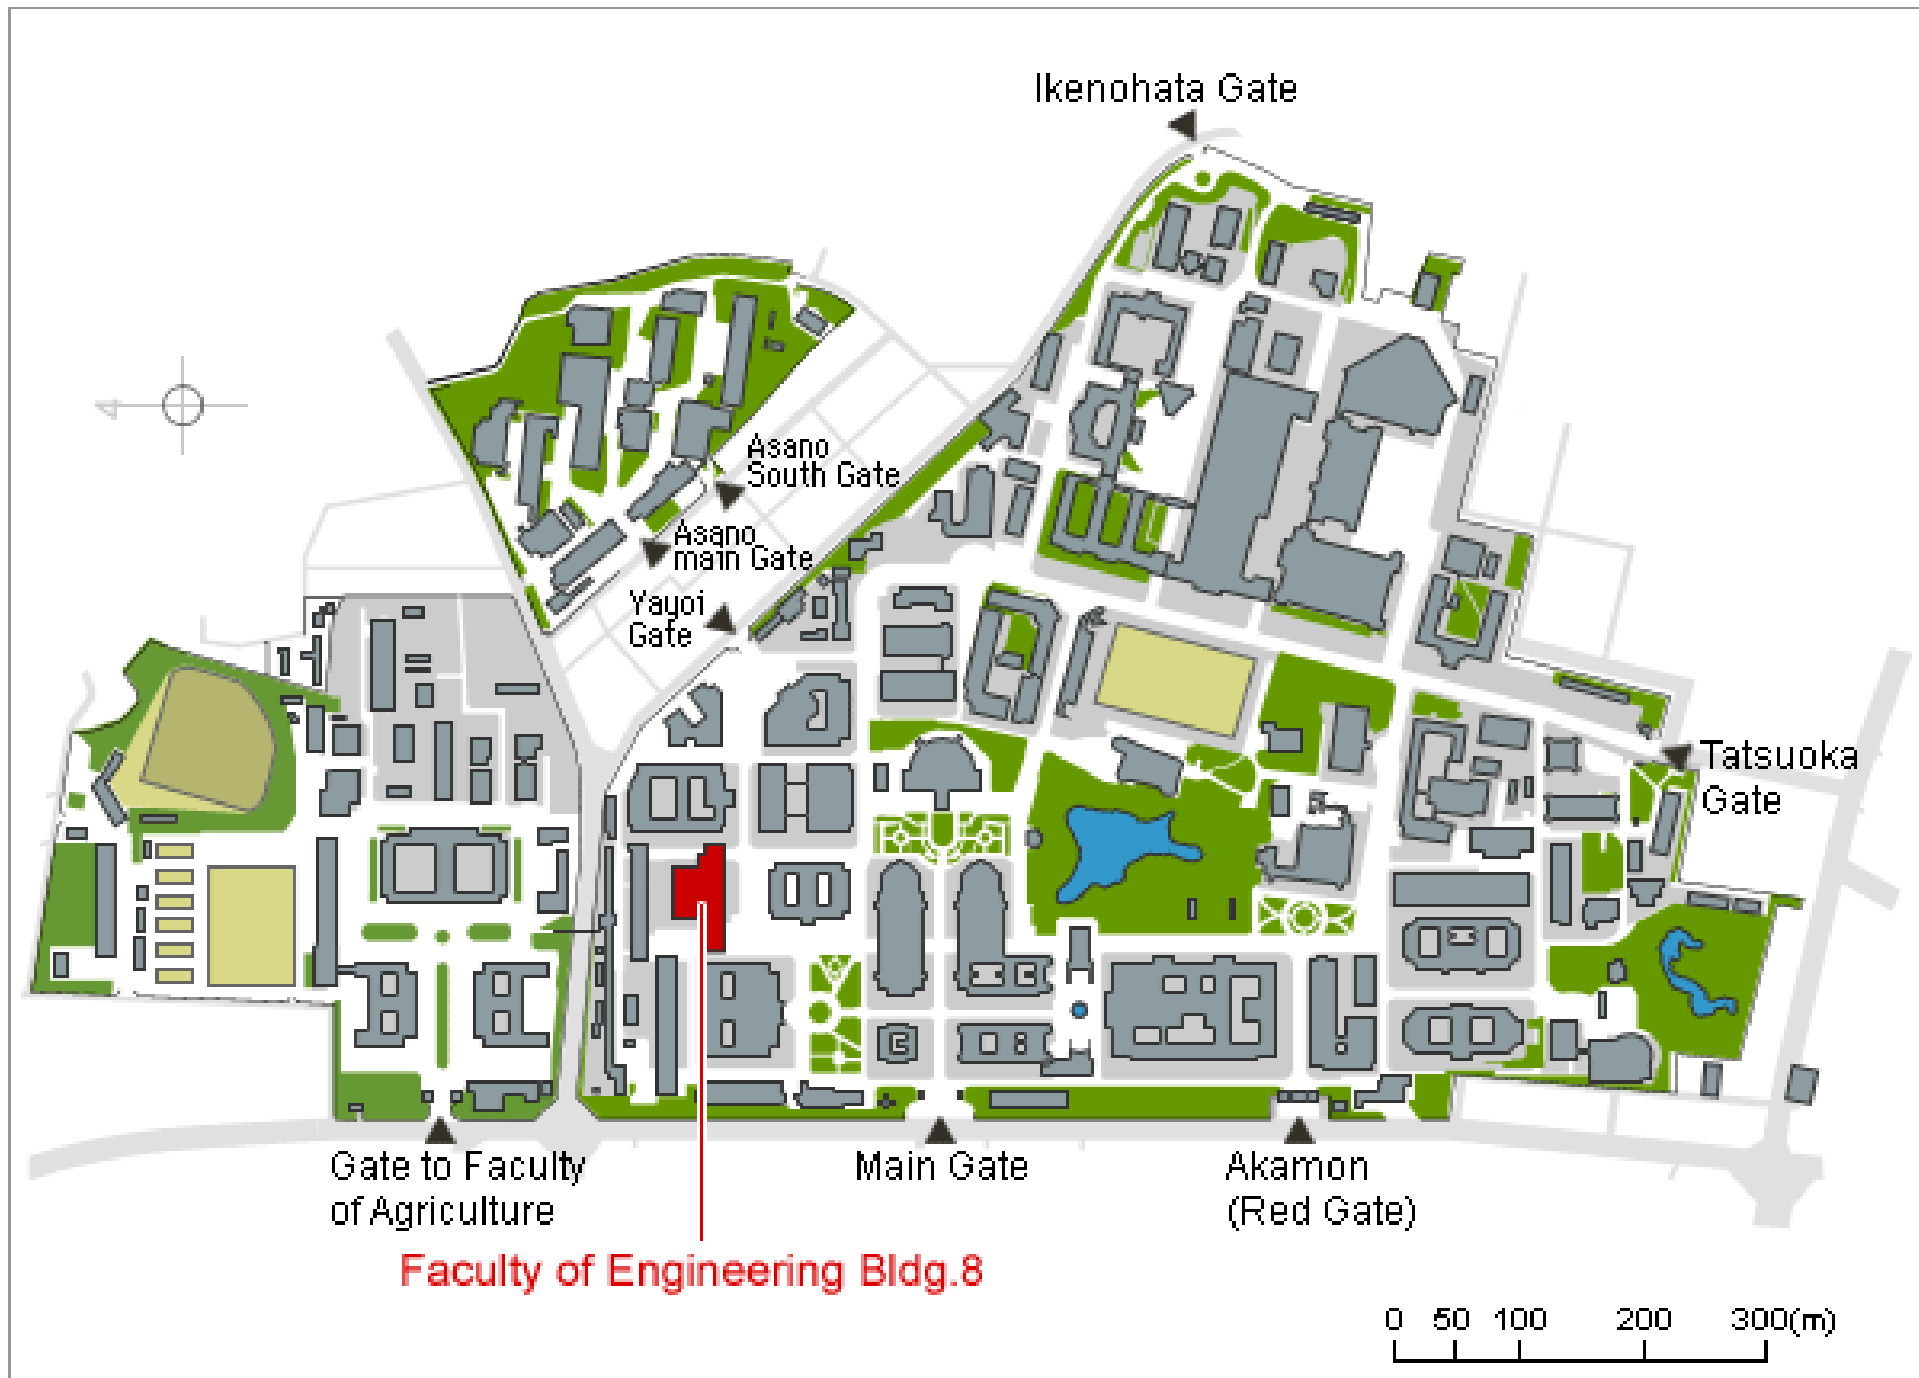 Ikenohata Gate
Asano
South Gate
Asano
main Gate
Yayoi
Gate
Tatsuoka
Gate
Gate to Faculty
of Agriculture
Main Gate
Akamon
(Red Gate)
Faculty of Engineering Bldg.8
0 50 100 200 300(m)